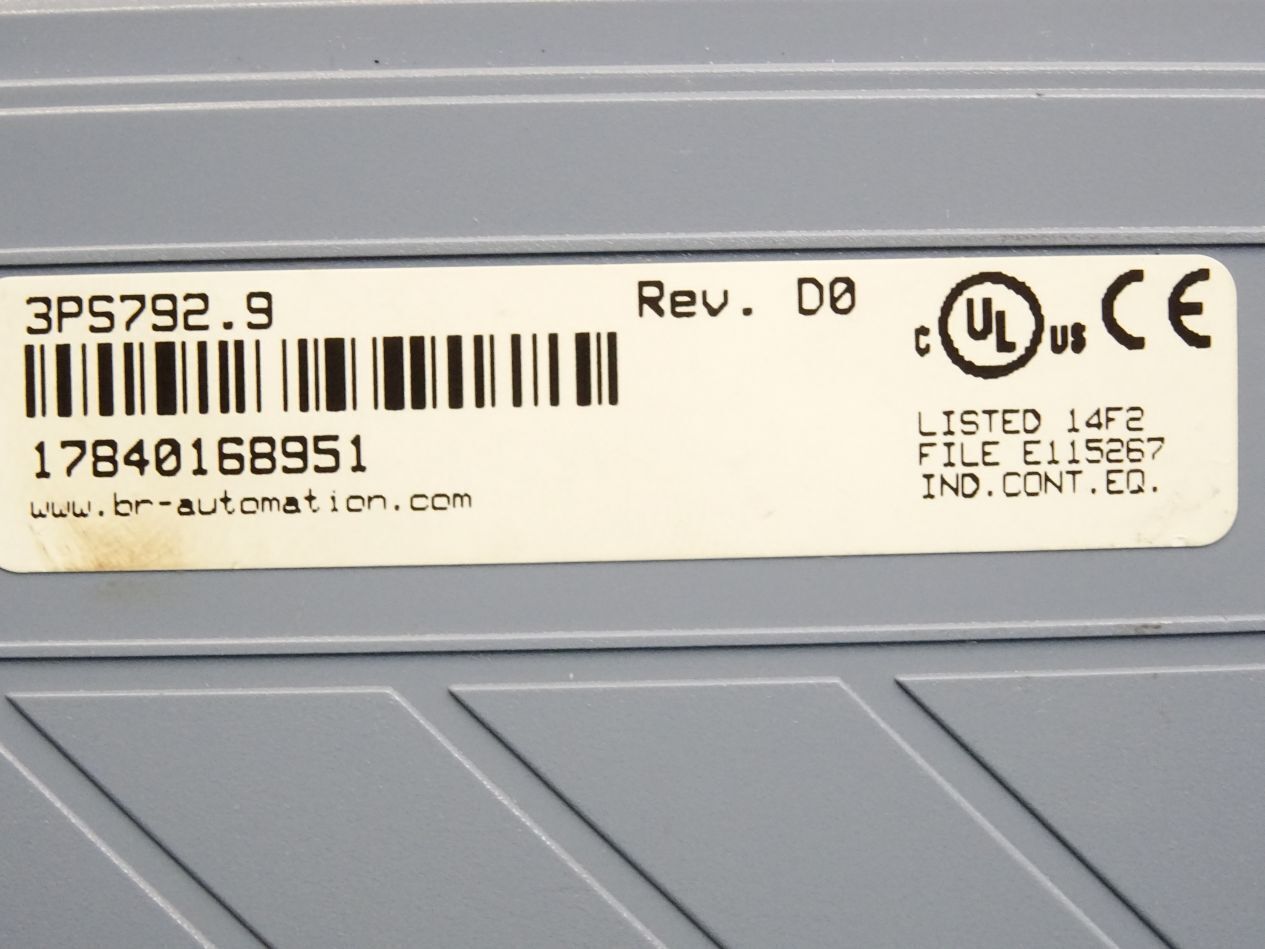 3PS792.9
Rev. D0
17840168951
www.br-automation.com
C UL US CE
LISTED 14F2
FILE E115267
IND.CONT.EQ.